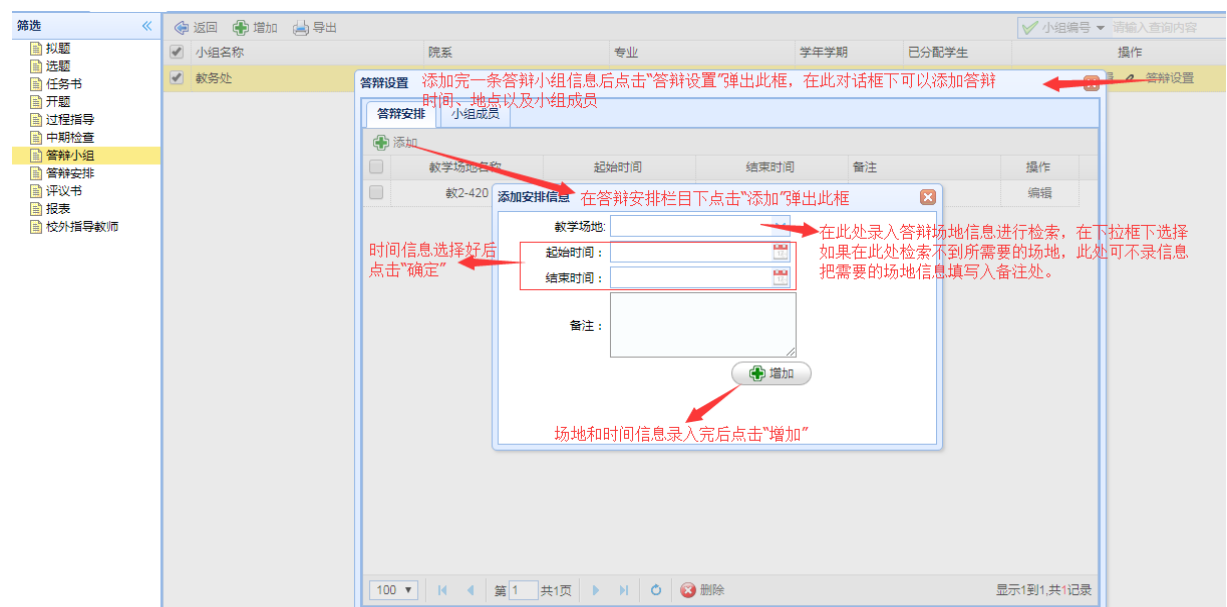 筛选
拟题
选题
任务书
开题
过程指导
中期检查
答辩小组
答辩安排
评议书
报表
校外指导教师
返回 增加 导出
小组编号 请输入查询内容
小组名称 院系 专业 学年学期 已分配学生 操作
教务处 答辩设置
答辩设置 添加完一条答辩小组信息后点击“答辩设置”弹出此框，在此对话框下可以添加答辩
时间、地点以及小组成员
答辩安排 小组成员
添加
教学场地名称 起始时间 结束时间 备注 操作
教2-420 编辑
添加安排信息 在答辩安排栏目下点击“添加”弹出此框
教学场地:
起始时间：
结束时间：
备注：
增加
在此处录入答辩场地信息进行检索，在下拉框下选择
如果在此处检索不到所需要的场地，此处可不录信息
把需要的场地信息填写入备注处。
时间信息选择好后
点击“确定”
场地和时间信息录入完后点击“增加”
100 第 1 共1页 删除 显示1到1,共1记录